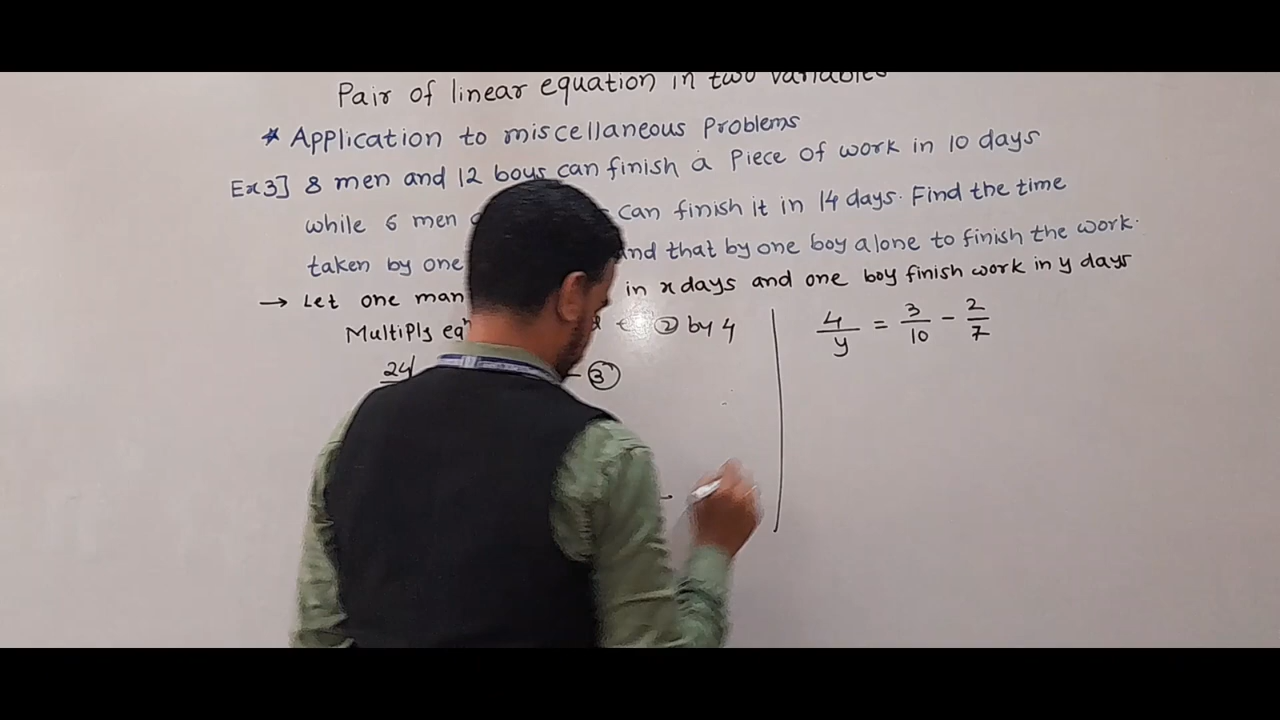 Pair of linear equation in two variables
* Application to miscellaneous Problems
Ex3] 8 men and 12 boys can finish a Piece of work in 10 days
while 6 men can finish it in 14 days. Find the time
taken by one and that by one boy alone to finish the work.
→ Let one man in x days and one boy finish work in y days
Multiply eqn ② by 4
24/
– ③
4/y = 3/10 - 2/7